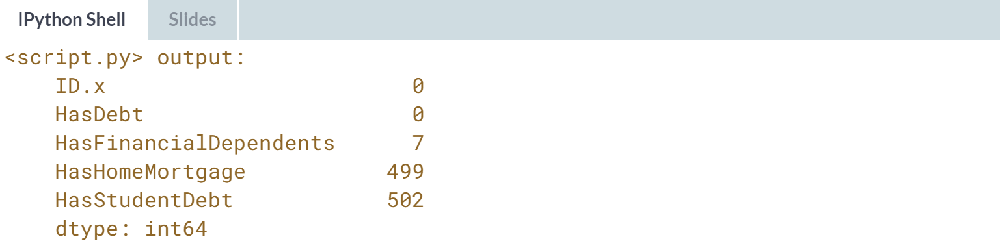 IPython Shell Slides
<script.py> output:
ID.x 0
HasDebt 0
HasFinancialDependents 7
HasHomeMortgage 499
HasStudentDebt 502
dtype: int64